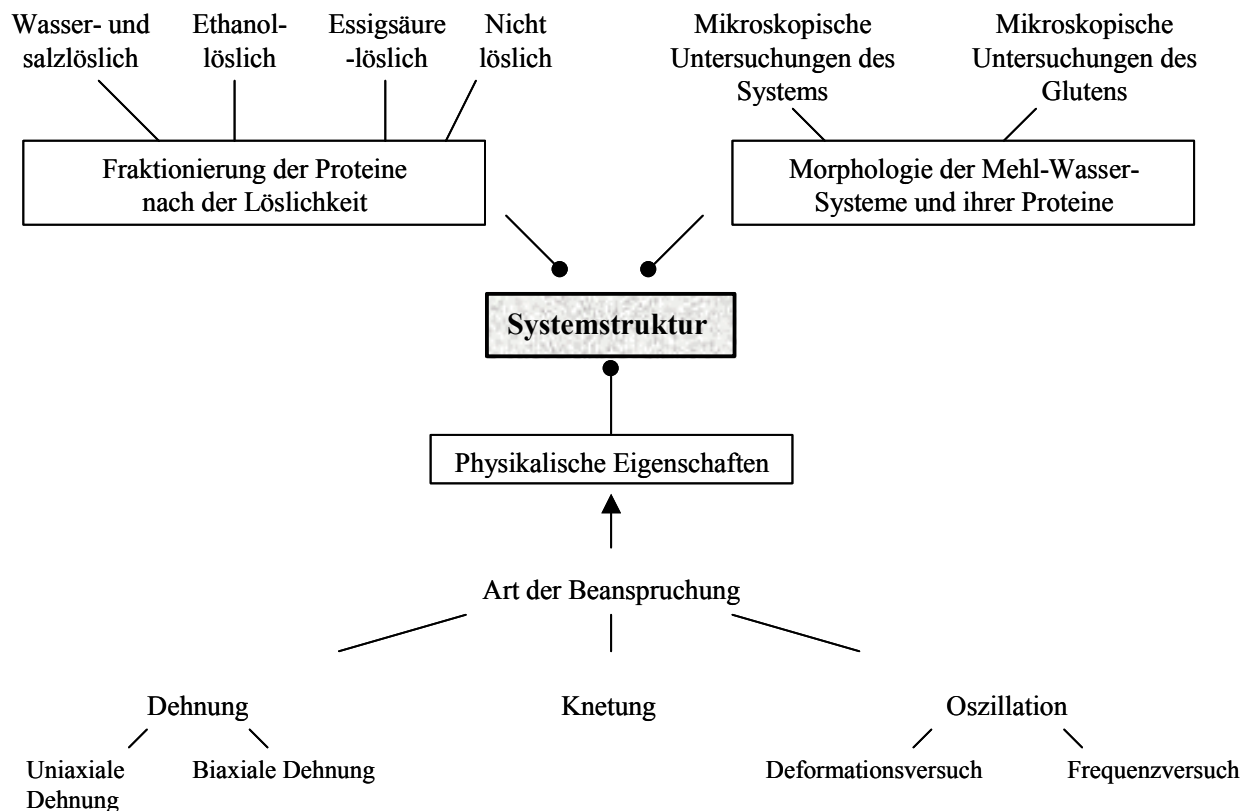 Wasser- und
salzlöslich
Ethanol-
löslich
Essigsäure
-löslich
Nicht
löslich
Mikroskopische
Untersuchungen des
Systems
Mikroskopische
Untersuchungen des
Glutens
Fraktionierung der Proteine
nach der Löslichkeit
Morphologie der Mehl-Wasser-
Systeme und ihrer Proteine
Systemstruktur
Physikalische Eigenschaften
Art der Beanspruchung
Dehnung
Knetung
Oszillation
Uniaxiale
Dehnung
Biaxiale Dehnung
Deformationsversuch
Frequenzversuch